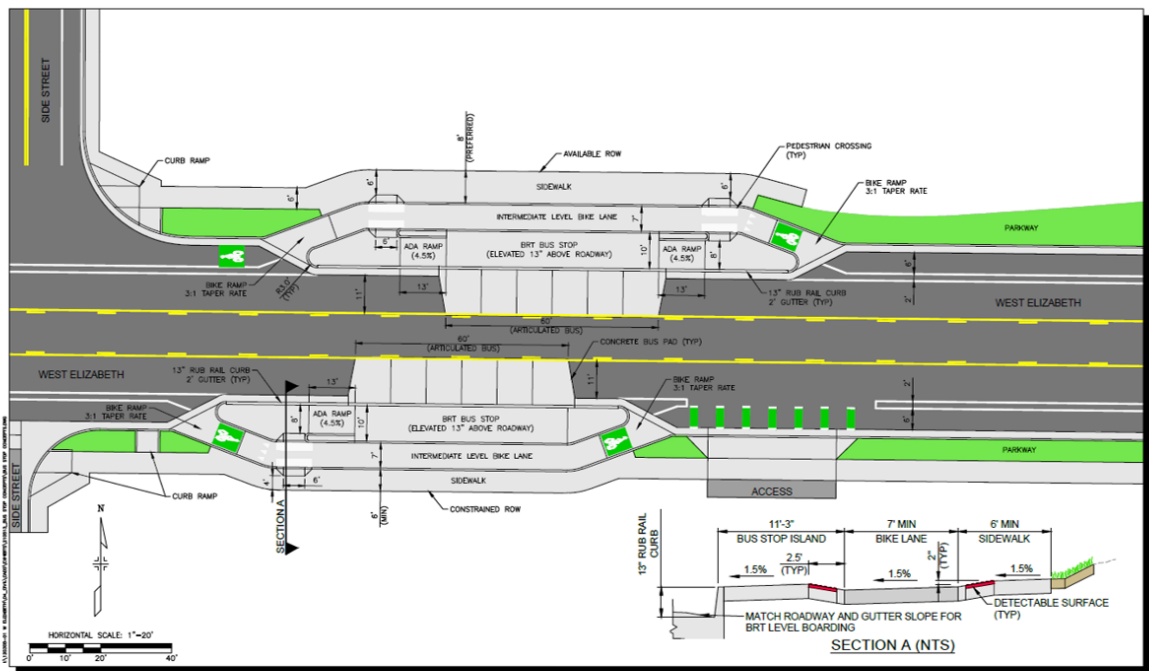 SIDE STREET
CURB RAMP
6'
8'
(PREFERRED)
AVAILABLE ROW
PEDESTRIAN CROSSING
(TYP)
BIKE RAMP
3:1 TAPER RATE
6'
SIDEWALK
6'
INTERMEDIATE LEVEL BIKE LANE
7'
PARKWAY
6'
ADA RAMP
(4.5%)
BRT BUS STOP
(ELEVATED 13" ABOVE ROADWAY)
10'
ADA RAMP
(4.5%)
8'
6'
BIKE RAMP
3:1 TAPER RATE
R3.0'
(TYP)
11'
13'
13'
13" RUB RAIL CURB
2' GUTTER (TYP)
2'
WEST ELIZABETH
60'
(ARTICULATED BUS)
60'
(ARTICULATED BUS)
CONCRETE BUS PAD (TYP)
WEST ELIZABETH
13" RUB RAIL CURB
2' GUTTER (TYP)
13'
11'
BIKE RAMP
3:1 TAPER RATE
2'
BIKE RAMP
3:1 TAPER RATE
ADA RAMP
(4.5%)
10'
BRT BUS STOP
(ELEVATED 13" ABOVE ROADWAY)
7'
INTERMEDIATE LEVEL BIKE LANE
PARKWAY
SIDE STREET
CURB RAMP
4'
6'
SIDEWALK
6'
(MIN)
CONSTRAINED ROW
ACCESS
SECTION A
N
HORIZONTAL SCALE: 1"=20'
0' 10' 20' 40'
11'-3"
BUS STOP ISLAND
7' MIN
BIKE LANE
6' MIN
SIDEWALK
13" RUB RAIL
CURB
2.5'
(TYP)
2"
(TYP)
1.5%
1.5%
1.5%
MATCH ROADWAY AND GUTTER SLOPE FOR
BRT LEVEL BOARDING
DETECTABLE SURFACE
(TYP)
SECTION A (NTS)